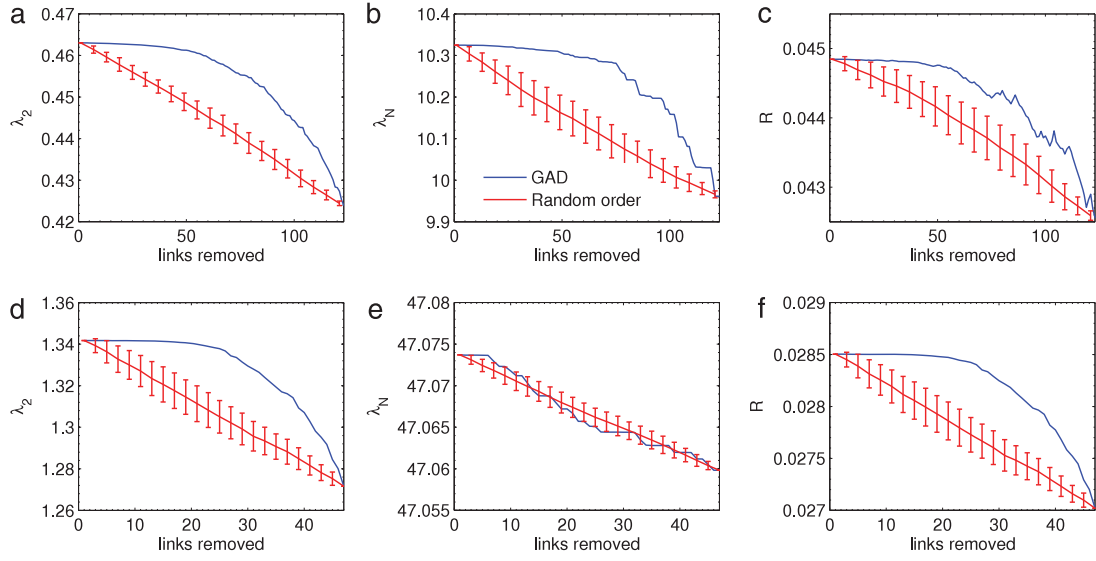 a
0.47
0.46
0.45
0.44
0.43
0.42
λ2
0 50 100
links removed
b
10.4
10.3
10.2
10.1
10
9.9
λN
GAD
Random order
0 50 100
links removed
c
0.045
0.044
0.043
R
0 50 100
links removed
d
1.36
1.34
1.32
1.3
1.28
1.26
λ2
0 10 20 30 40
links removed
e
47.08
47.075
47.07
47.065
47.06
47.055
λN
0 10 20 30 40
links removed
f
0.029
0.0285
0.028
0.0275
0.027
R
0 10 20 30 40
links removed